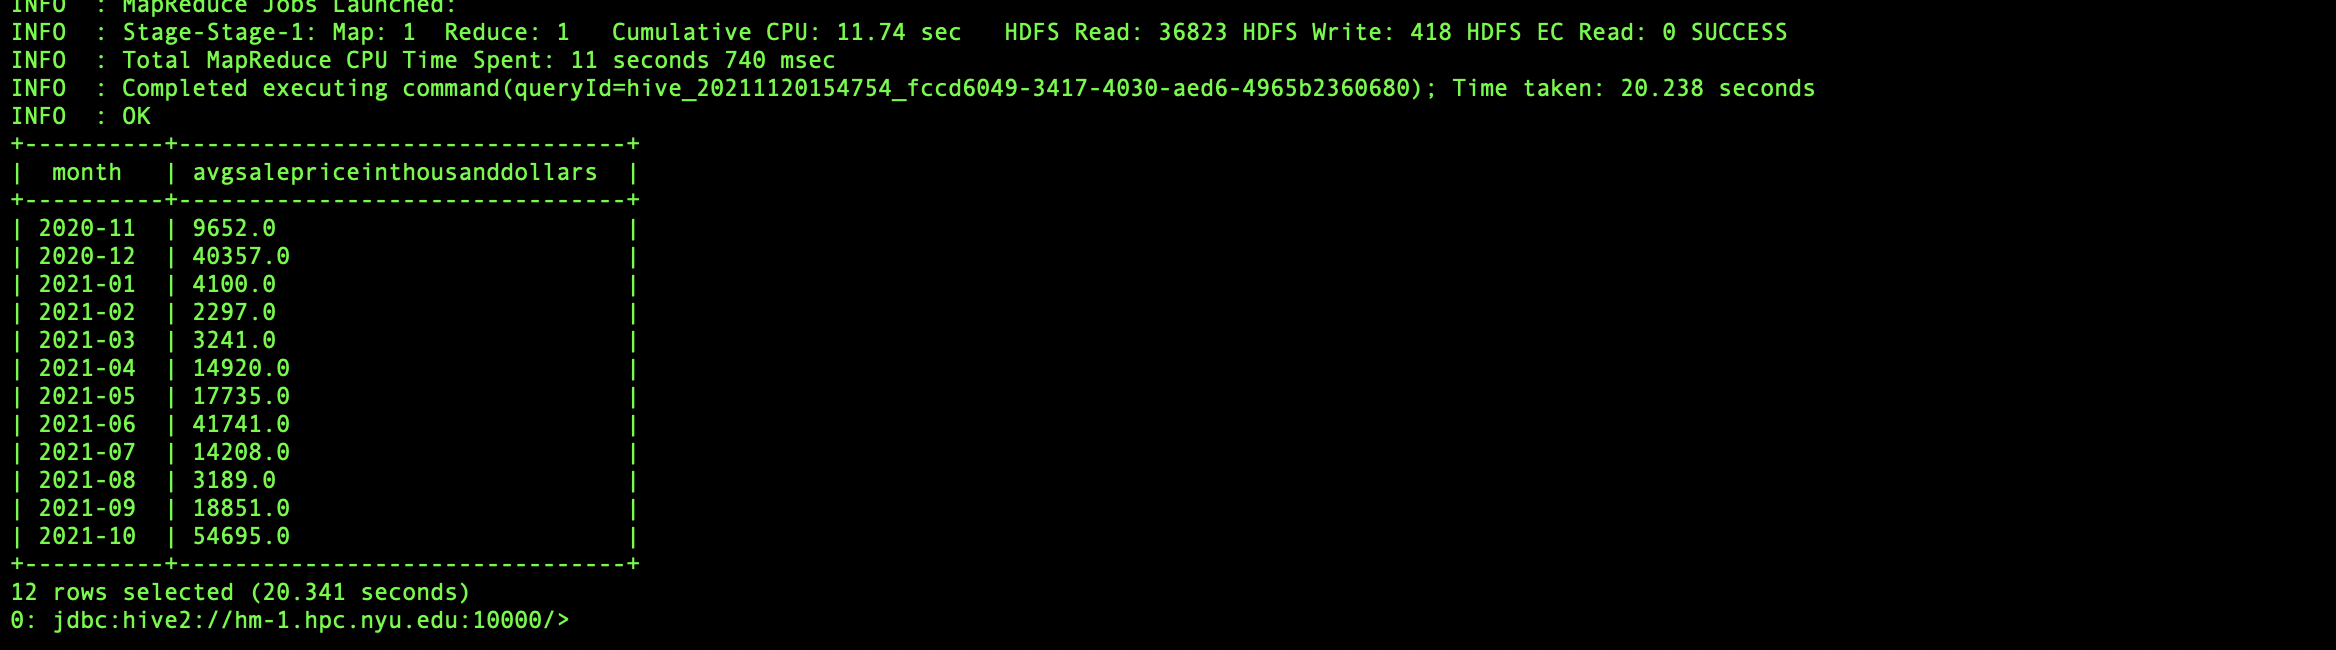 INFO  : MapReduce Jobs Launched:
INFO  : Stage-Stage-1: Map: 1  Reduce: 1   Cumulative CPU: 11.74 sec   HDFS Read: 36823 HDFS Write: 418 HDFS EC Read: 0 SUCCESS
INFO  : Total MapReduce CPU Time Spent: 11 seconds 740 msec
INFO  : Completed executing command(queryId=hive_20211120154754_fccd6049-3417-4030-aed6-4965b2360680); Time taken: 20.238 seconds
INFO  : OK
+----------+--------------------------------+
|  month   | avgsalepriceinthousanddollars  |
+----------+--------------------------------+
| 2020-11  | 9652.0                         |
| 2020-12  | 40357.0                        |
| 2021-01  | 4100.0                         |
| 2021-02  | 2297.0                         |
| 2021-03  | 3241.0                         |
| 2021-04  | 14920.0                        |
| 2021-05  | 17735.0                        |
| 2021-06  | 41741.0                        |
| 2021-07  | 14208.0                        |
| 2021-08  | 3189.0                         |
| 2021-09  | 18851.0                        |
| 2021-10  | 54695.0                        |
+----------+--------------------------------+
12 rows selected (20.341 seconds)
0: jdbc:hive2://hm-1.hpc.nyu.edu:10000/>